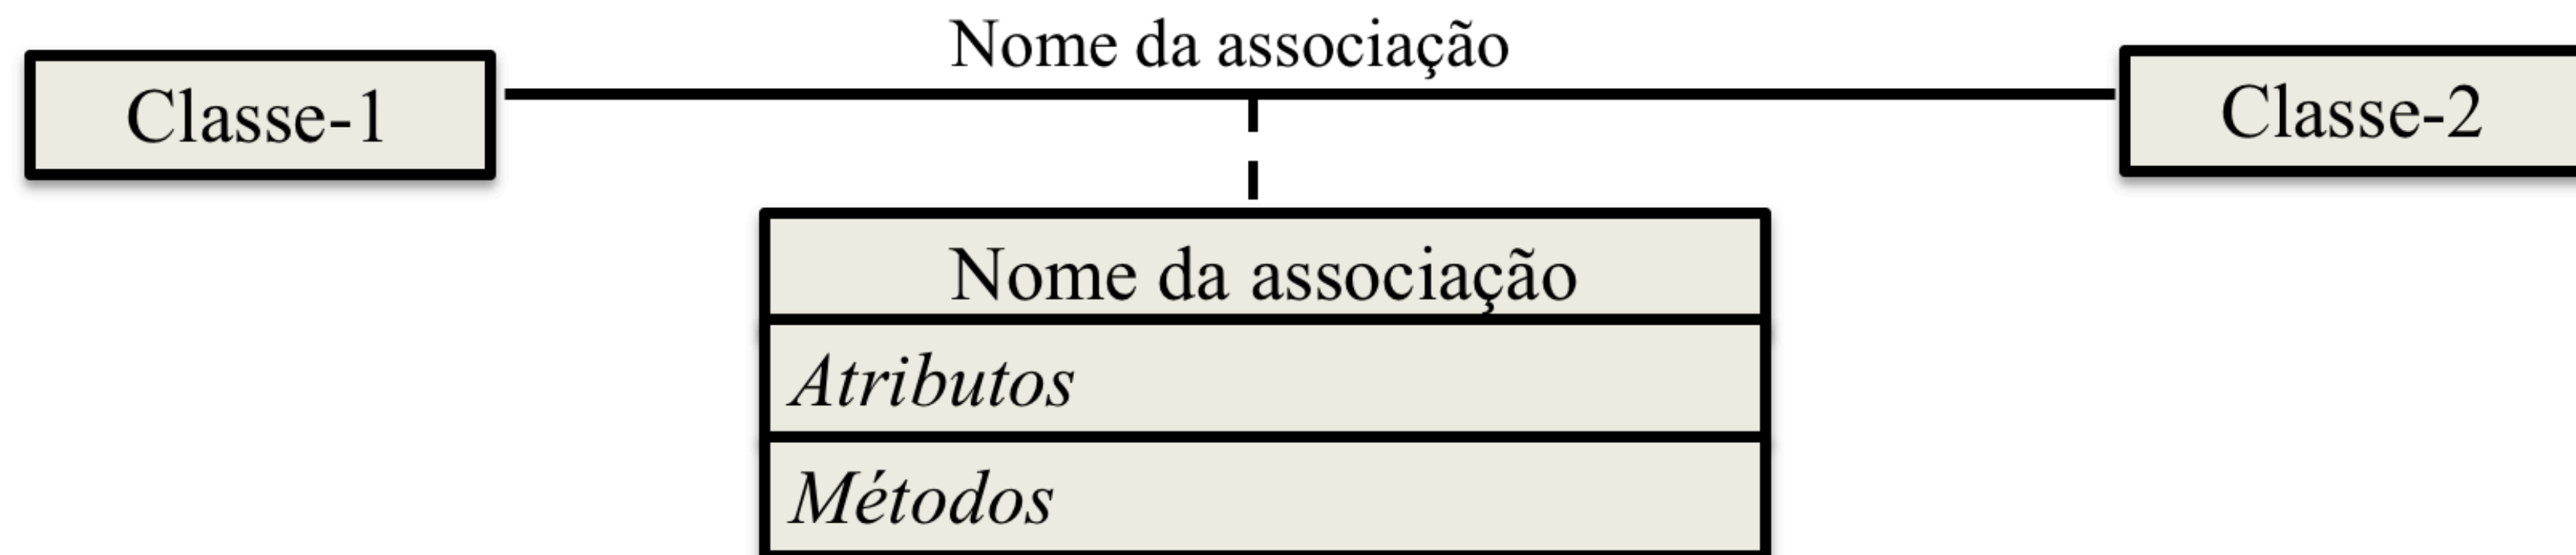 Nome da associação
Classe-1
Classe-2
Nome da associação
Atributos
Métodos